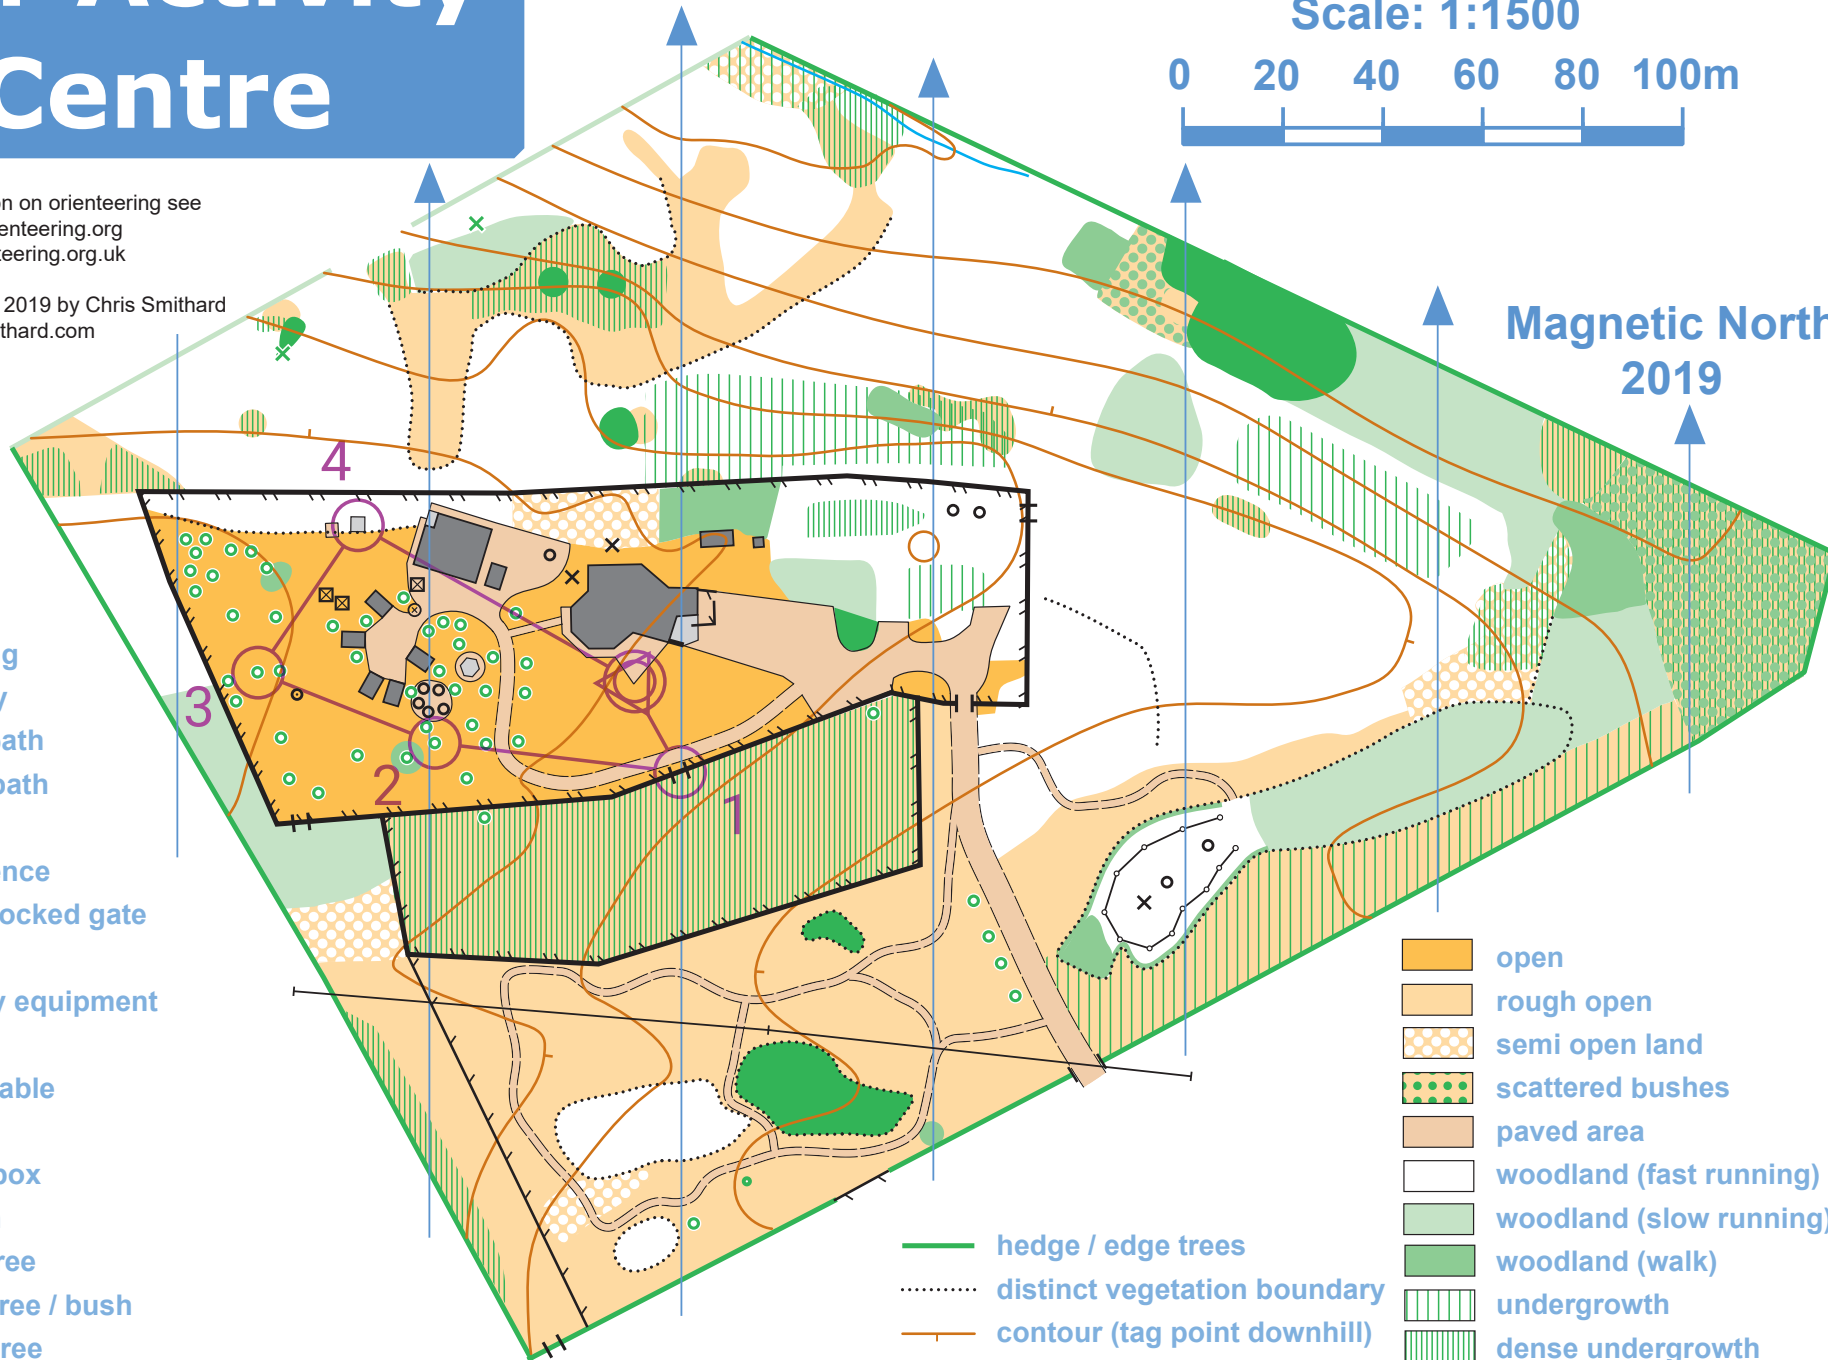 Activity
Centre
on orienteering see
enteering.org
teering.org.uk
2019 by Chris Smithard
thard.com
Scale: 1:1500
0 20 40 60 80 100m
Magnetic North
2019
4
3
2
1
g
y
ath
path
ence
ocked gate
y equipment
able
box
ree
ree / bush
ree
hedge / edge trees
distinct vegetation boundary
contour (tag point downhill)
open
rough open
semi open land
scattered bushes
paved area
woodland (fast running)
woodland (slow running)
woodland (walk)
undergrowth
dense undergrowth